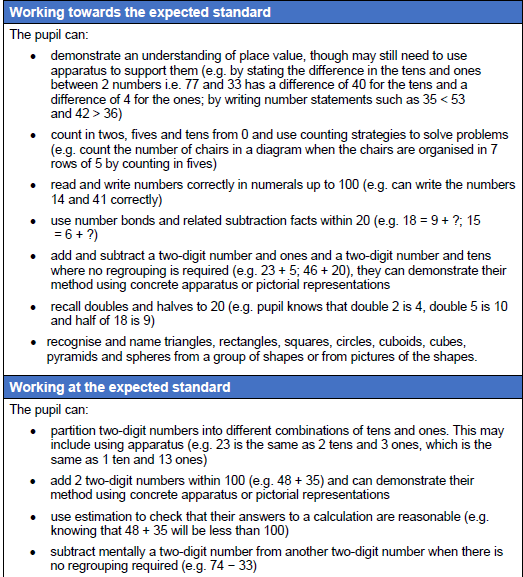 Working towards the expected standard
The pupil can:
• demonstrate an understanding of place value, though may still need to use
apparatus to support them (e.g. by stating the difference in the tens and ones
between 2 numbers i.e. 77 and 33 has a difference of 40 for the tens and a
difference of 4 for the ones; by writing number statements such as 35 < 53
and 42 > 36)
• count in twos, fives and tens from 0 and use counting strategies to solve problems
(e.g. count the number of chairs in a diagram when the chairs are organised in 7
rows of 5 by counting in fives)
• read and write numbers correctly in numerals up to 100 (e.g. can write the numbers
14 and 41 correctly)
• use number bonds and related subtraction facts within 20 (e.g. 18 = 9 + ?; 15
= 6 + ?)
• add and subtract a two-digit number and ones and a two-digit number and tens
where no regrouping is required (e.g. 23 + 5; 46 + 20), they can demonstrate their
method using concrete apparatus or pictorial representations
• recall doubles and halves to 20 (e.g. pupil knows that double 2 is 4, double 5 is 10
and half of 18 is 9)
• recognise and name triangles, rectangles, squares, circles, cuboids, cubes,
pyramids and spheres from a group of shapes or from pictures of the shapes.
Working at the expected standard
The pupil can:
• partition two-digit numbers into different combinations of tens and ones. This may
include using apparatus (e.g. 23 is the same as 2 tens and 3 ones, which is the
same as 1 ten and 13 ones)
• add 2 two-digit numbers within 100 (e.g. 48 + 35) and can demonstrate their
method using concrete apparatus or pictorial representations
• use estimation to check that their answers to a calculation are reasonable (e.g.
knowing that 48 + 35 will be less than 100)
• subtract mentally a two-digit number from another two-digit number when there is
no regrouping required (e.g. 74 − 33)